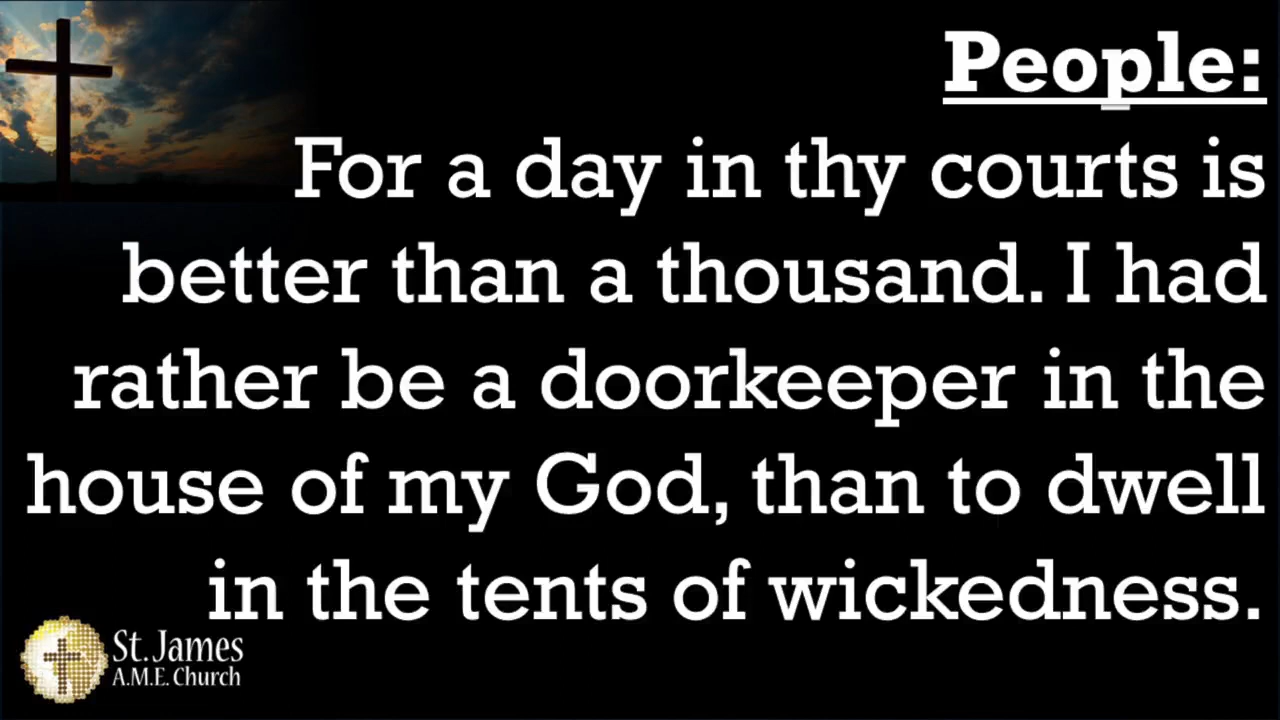 People:
For a day in thy courts is
better than a thousand. I had
rather be a doorkeeper in the
house of my God, than to dwell
in the tents of wickedness.
St. James
A.M.E. Church